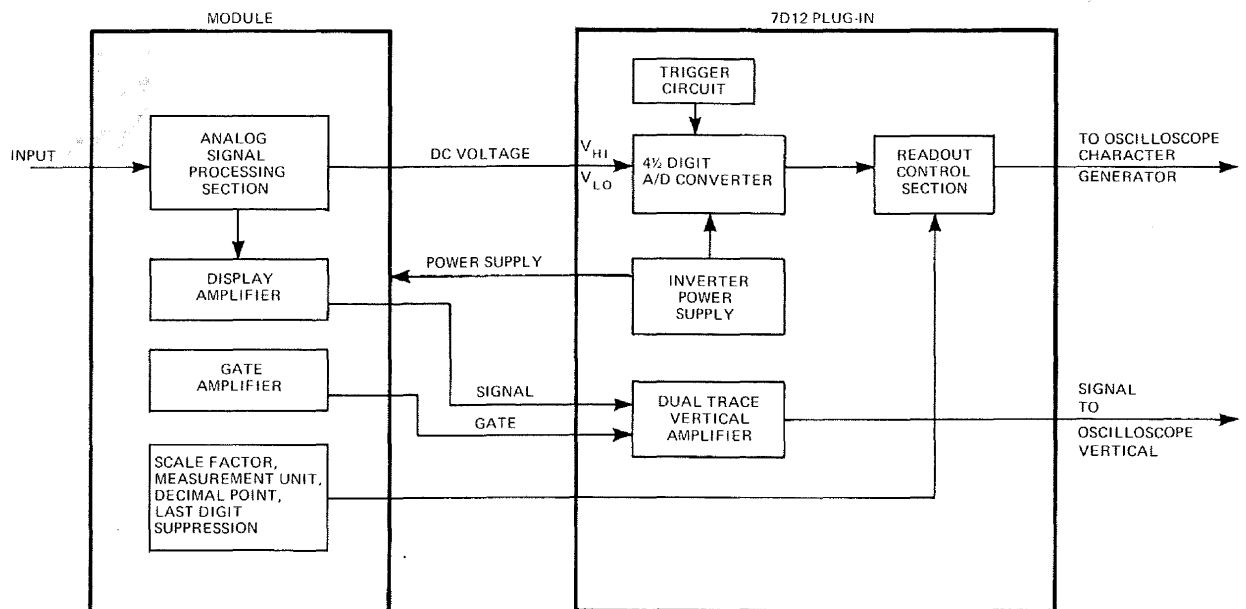 MODULE
7D12 PLUG-IN
TRIGGER
CIRCUIT
INPUT
ANALOG
SIGNAL
PROCESSING
SECTION
DC VOLTAGE
V HI
V LO
4½ DIGIT
A/D CONVERTER
READOUT
CONTROL
SECTION
TO OSCILLOSCOPE
CHARACTER
GENERATOR
DISPLAY
AMPLIFIER
POWER SUPPLY
INVERTER
POWER
SUPPLY
GATE
AMPLIFIER
SIGNAL
GATE
DUAL TRACE
VERTICAL
AMPLIFIER
SIGNAL
TO
OSCILLOSCOPE
VERTICAL
SCALE FACTOR,
MEASUREMENT UNIT,
DECIMAL POINT,
LAST DIGIT
SUPPRESSION